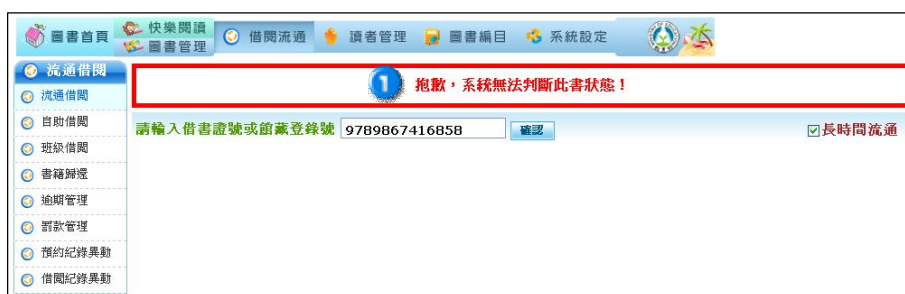 圖書首頁
快樂閱讀
圖書管理
借閱流通
讀者管理
圖書編目
系統設定
流通借閱
1 抱歉，系統無法判斷此書狀態！
流通借閱
自助借閱
請輸入借書證號或館藏登錄號 9789867416858 確認 長時間流通
班級借閱
書籍歸還
逾期管理
罰款管理
預約紀錄異動
借閱紀錄異動